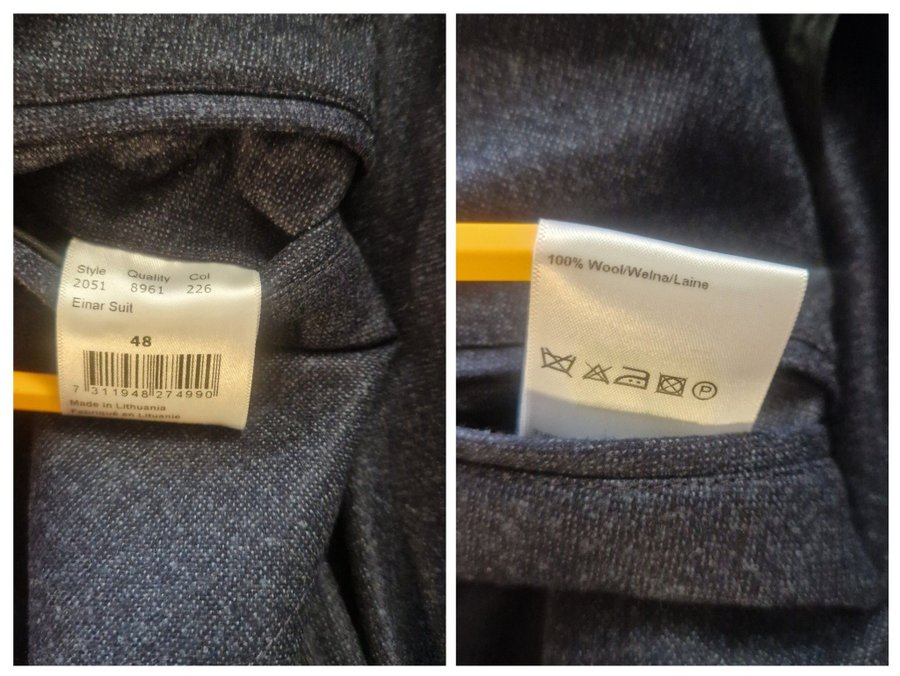 Style Quality Col
2051 8961 226
Einar Suit
48
7 311948 274990
Made in Lithuania
Fabriqué en Lituanie
100% Wool/Wełna/Laine
P